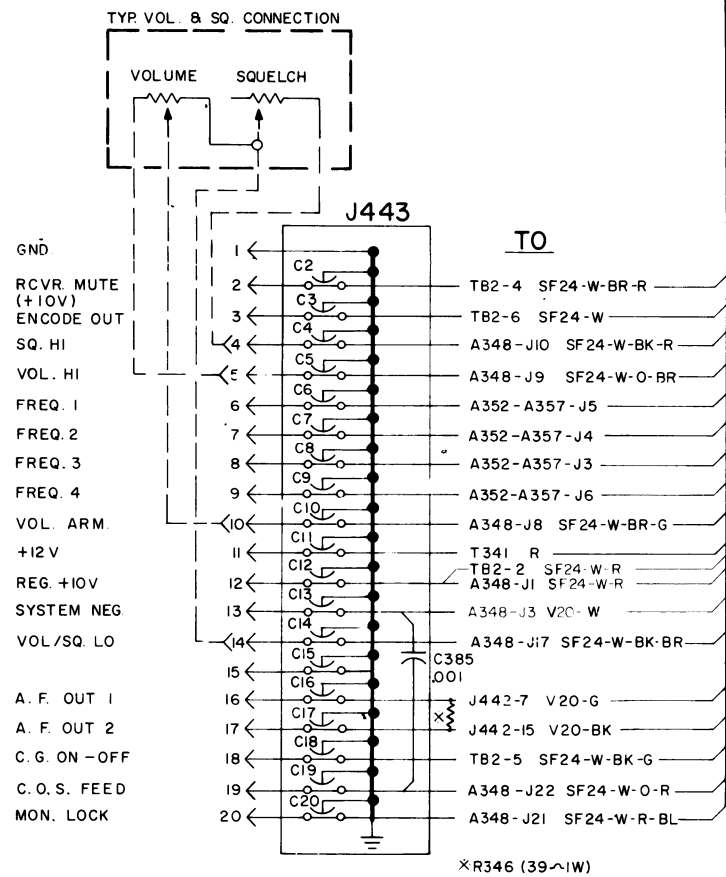 TYP. VOL. & SQ. CONNECTION
VOLUME SQUELCH
J443
TO
GND. 1
C2
RCVR. MUTE (+10V) 2 TB2-4 SF24-W-BR-R
C3
ENCODE OUT 3 TB2-6 SF24-W
C4
SQ. HI 4 A348-J10 SF24-W-BK-R
C5
VOL. HI 5 A348-J9 SF24-W-O-BR
C6
FREQ. 1 6 A352-A357-J5
C7
FREQ. 2 7 A352-A357-J4
C8
FREQ. 3 8 A352-A357-J3
C9
FREQ. 4 9 A352-A357-J6
C10
VOL. ARM. 10 A348-J8 SF24-W-BR-G
C11
+12V 11 T341 R
C12 TB2-2 SF24-W-R
REG. +10V 12 A348-J1 SF24-W-R
C13
SYSTEM NEG. 13 A348-J3 V20-W
C14
VOL/SQ. LO 14 A348-J17 SF24-W-BK-BR
C15 C385
15 .001
C16
A. F. OUT 1 16 J442-7 V20-G
C17 X
A. F. OUT 2 17 J442-15 V20-BK
C18
C. G. ON-OFF 18 TB2-5 SF24-W-BK-G
C19
C. O. S. FEED 19 A348-J22 SF24-W-O-R
C20
MON. LOCK 20 A348-J21 SF24-W-R-BL
XR346 (39~1W)